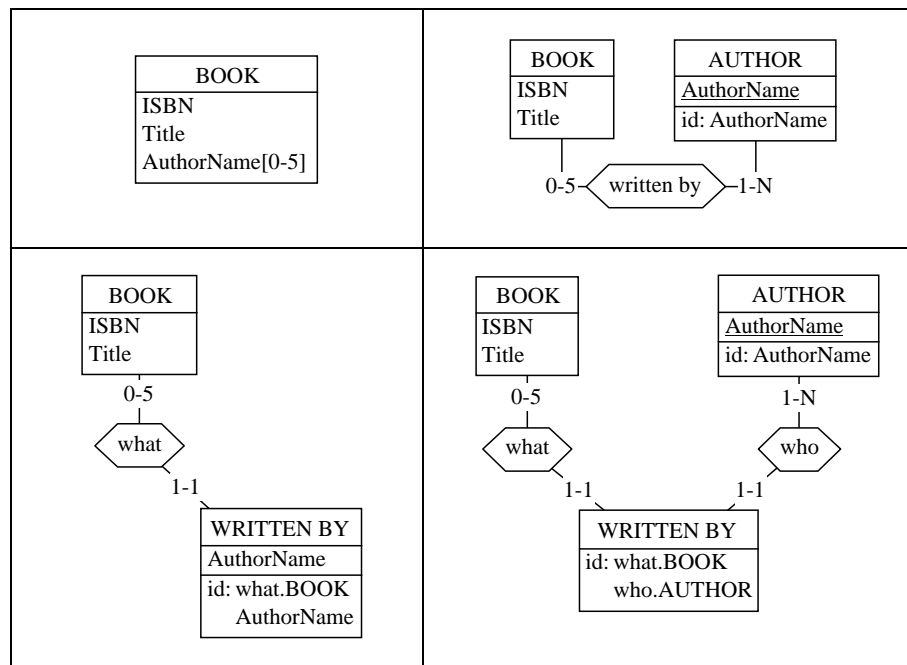 BOOK
ISBN
Title
AuthorName[0-5]
BOOK
ISBN
Title
AUTHOR
AuthorName
id: AuthorName
0-5
written by
1-N
BOOK
ISBN
Title
0-5
what
1-1
WRITTEN BY
AuthorName
id: what.BOOK
AuthorName
BOOK
ISBN
Title
AUTHOR
AuthorName
id: AuthorName
0-5
1-N
what
who
1-1
1-1
WRITTEN BY
id: what.BOOK
who.AUTHOR